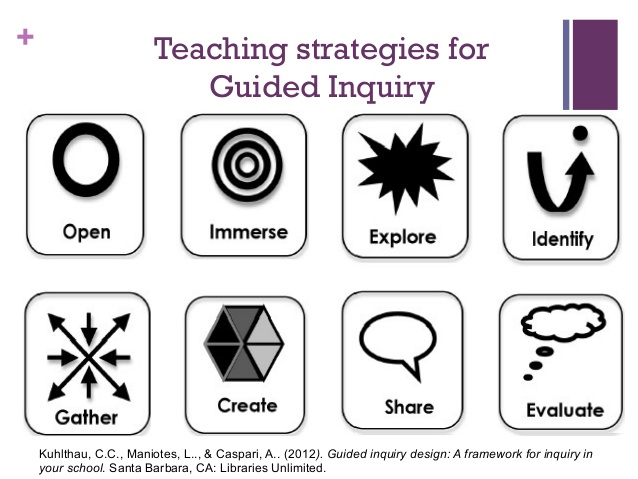 +
Teaching strategies for
Guided Inquiry
Open
Immerse
Explore
Identify
Gather
Create
Share
Evaluate
Kuhlthau, C.C., Maniotes, L.., & Caspari, A.. (2012). Guided inquiry design: A framework for inquiry in
your school. Santa Barbara, CA: Libraries Unlimited.